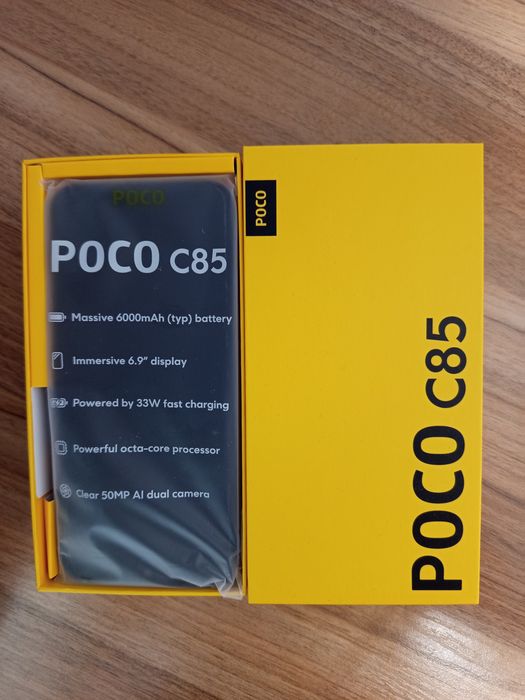 POCO
POCO C85
Massive 6000mAh (typ) battery
Immersive 6.9" display
Powered by 33W fast charging
Powerful octa-core processor
Clear 50MP AI dual camera
POCO
POCO C85